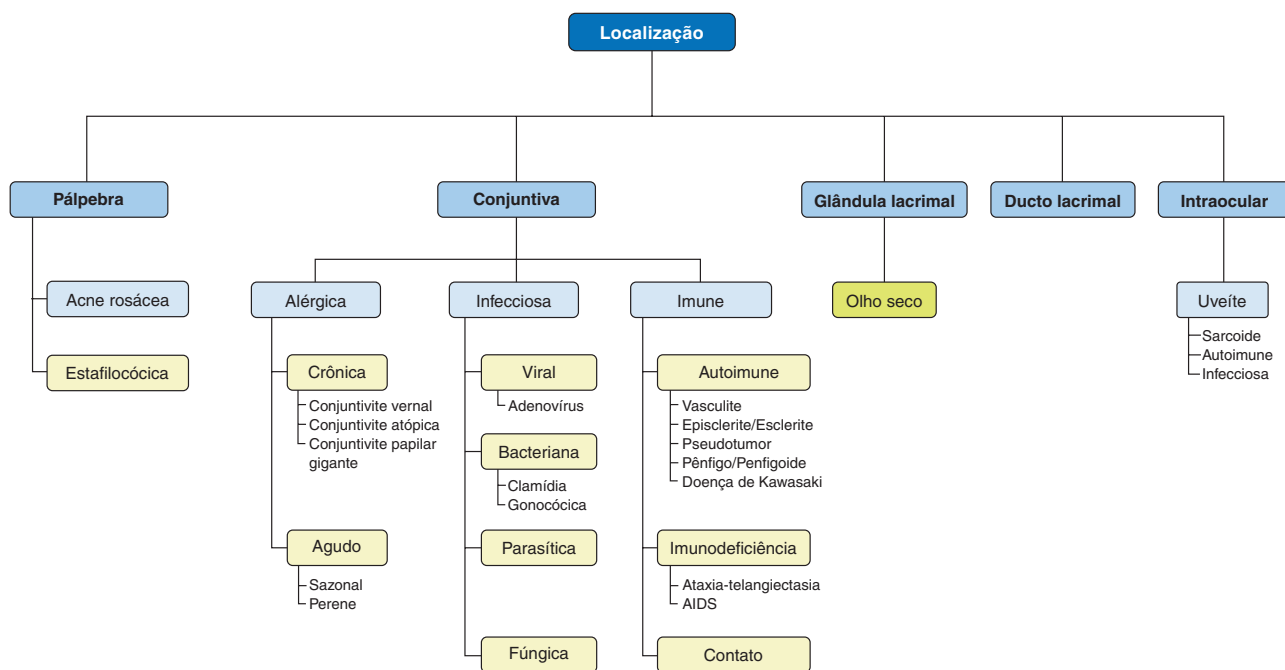 Localização
Pálpebra
Acne rosácea
Estafilocócica
Conjuntiva
Alérgica
Crônica
Conjuntivite vernal
Conjuntivite atópica
Conjuntivite papilar
gigante
Agudo
Sazonal
Perene
Infecciosa
Viral
Adenovírus
Bacteriana
Clamídia
Gonocócica
Parasítica
Fúngica
Imune
Autoimune
Vasculite
Episclerite/Esclerite
Pseudotumor
Pênfigo/Penfigoide
Doença de Kawasaki
Imunodeficiência
Ataxia-telangiectasia
AIDS
Contato
Glândula lacrimal
Olho seco
Ducto lacrimal
Intraocular
Uveíte
Sarcoide
Autoimune
Infecciosa